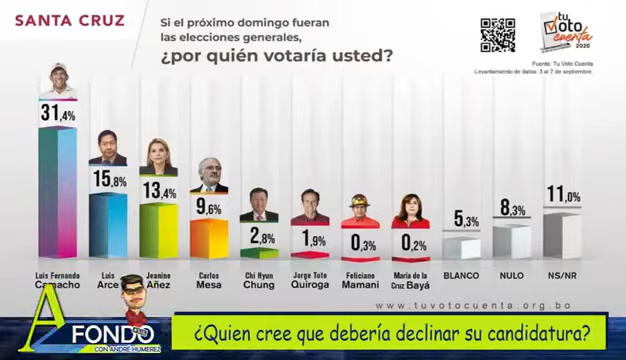 SANTA CRUZ
Si el próximo domingo fueran
las elecciones generales,
¿por quién votaría usted?
tu
Voto
cuenta
2020
Fuente: Tu Voto Cuenta
Levantamiento de datos: 3 al 7 de septiembre.
31,4%
15,8%
13,4%
9,6%
2,8%
1,9%
0,3%
0,2%
5,3%
8,3%
11,0%
Luis Fernando
Camacho
Luis
Arce
Jeanine
Añez
Carlos
Mesa
Chi Hyun
Chung
Jorge Tuto
Quiroga
Feliciano
Mamani
María de la
Cruz Bayá
BLANCO
NULO
NS/NR
www.tuvotocuenta.org.bo
A
FONDO
CON ANDRÉ HUMEREZ
¿Quien cree que debería declinar su candidatura?